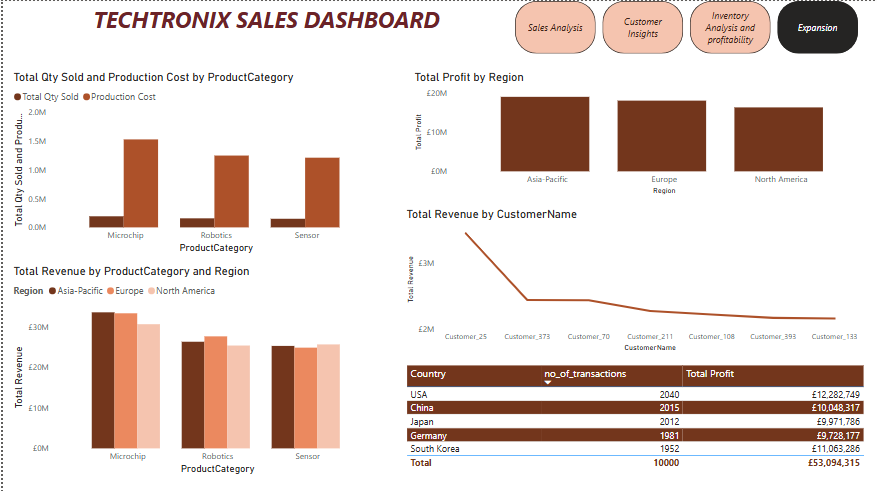 TECHTRONIX SALES DASHBOARD
Sales Analysis
Customer
Insights
Inventory
Analysis and
profitability
Expansion
Total Qty Sold and Production Cost by ProductCategory
Total Qty Sold Production Cost
Total Qty Sold and Produ...
2.0M
1.5M
1.0M
0.5M
0.0M
Microchip Robotics Sensor
ProductCategory
Total Profit by Region
Total Profit
£20M
£10M
£0M
Asia-Pacific Europe North America
Region
Total Revenue by CustomerName
Total Revenue
£3M
£2M
Customer_25 Customer_373 Customer_70 Customer_211 Customer_108 Customer_393 Customer_133
CustomerName
Total Revenue by ProductCategory and Region
Region Asia-Pacific Europe North America
Total Revenue
£30M
£20M
£10M
£0M
Microchip Robotics Sensor
ProductCategory
Country no_of_transactions Total Profit
USA 2040 £12,282,749
China 2015 £10,048,317
Japan 2012 £9,971,786
Germany 1981 £9,728,177
South Korea 1952 £11,063,286
Total 10000 £53,094,315